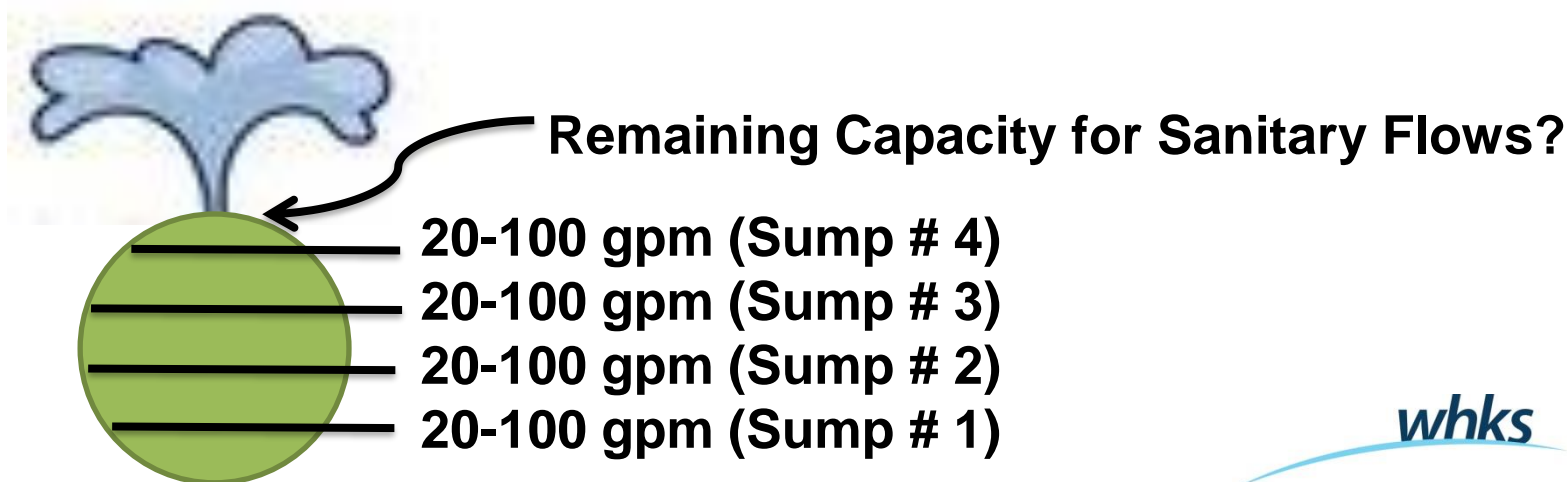 Remaining Capacity for Sanitary Flows?
20-100 gpm (Sump # 4)
20-100 gpm (Sump # 3)
20-100 gpm (Sump # 2)
20-100 gpm (Sump # 1)
whks